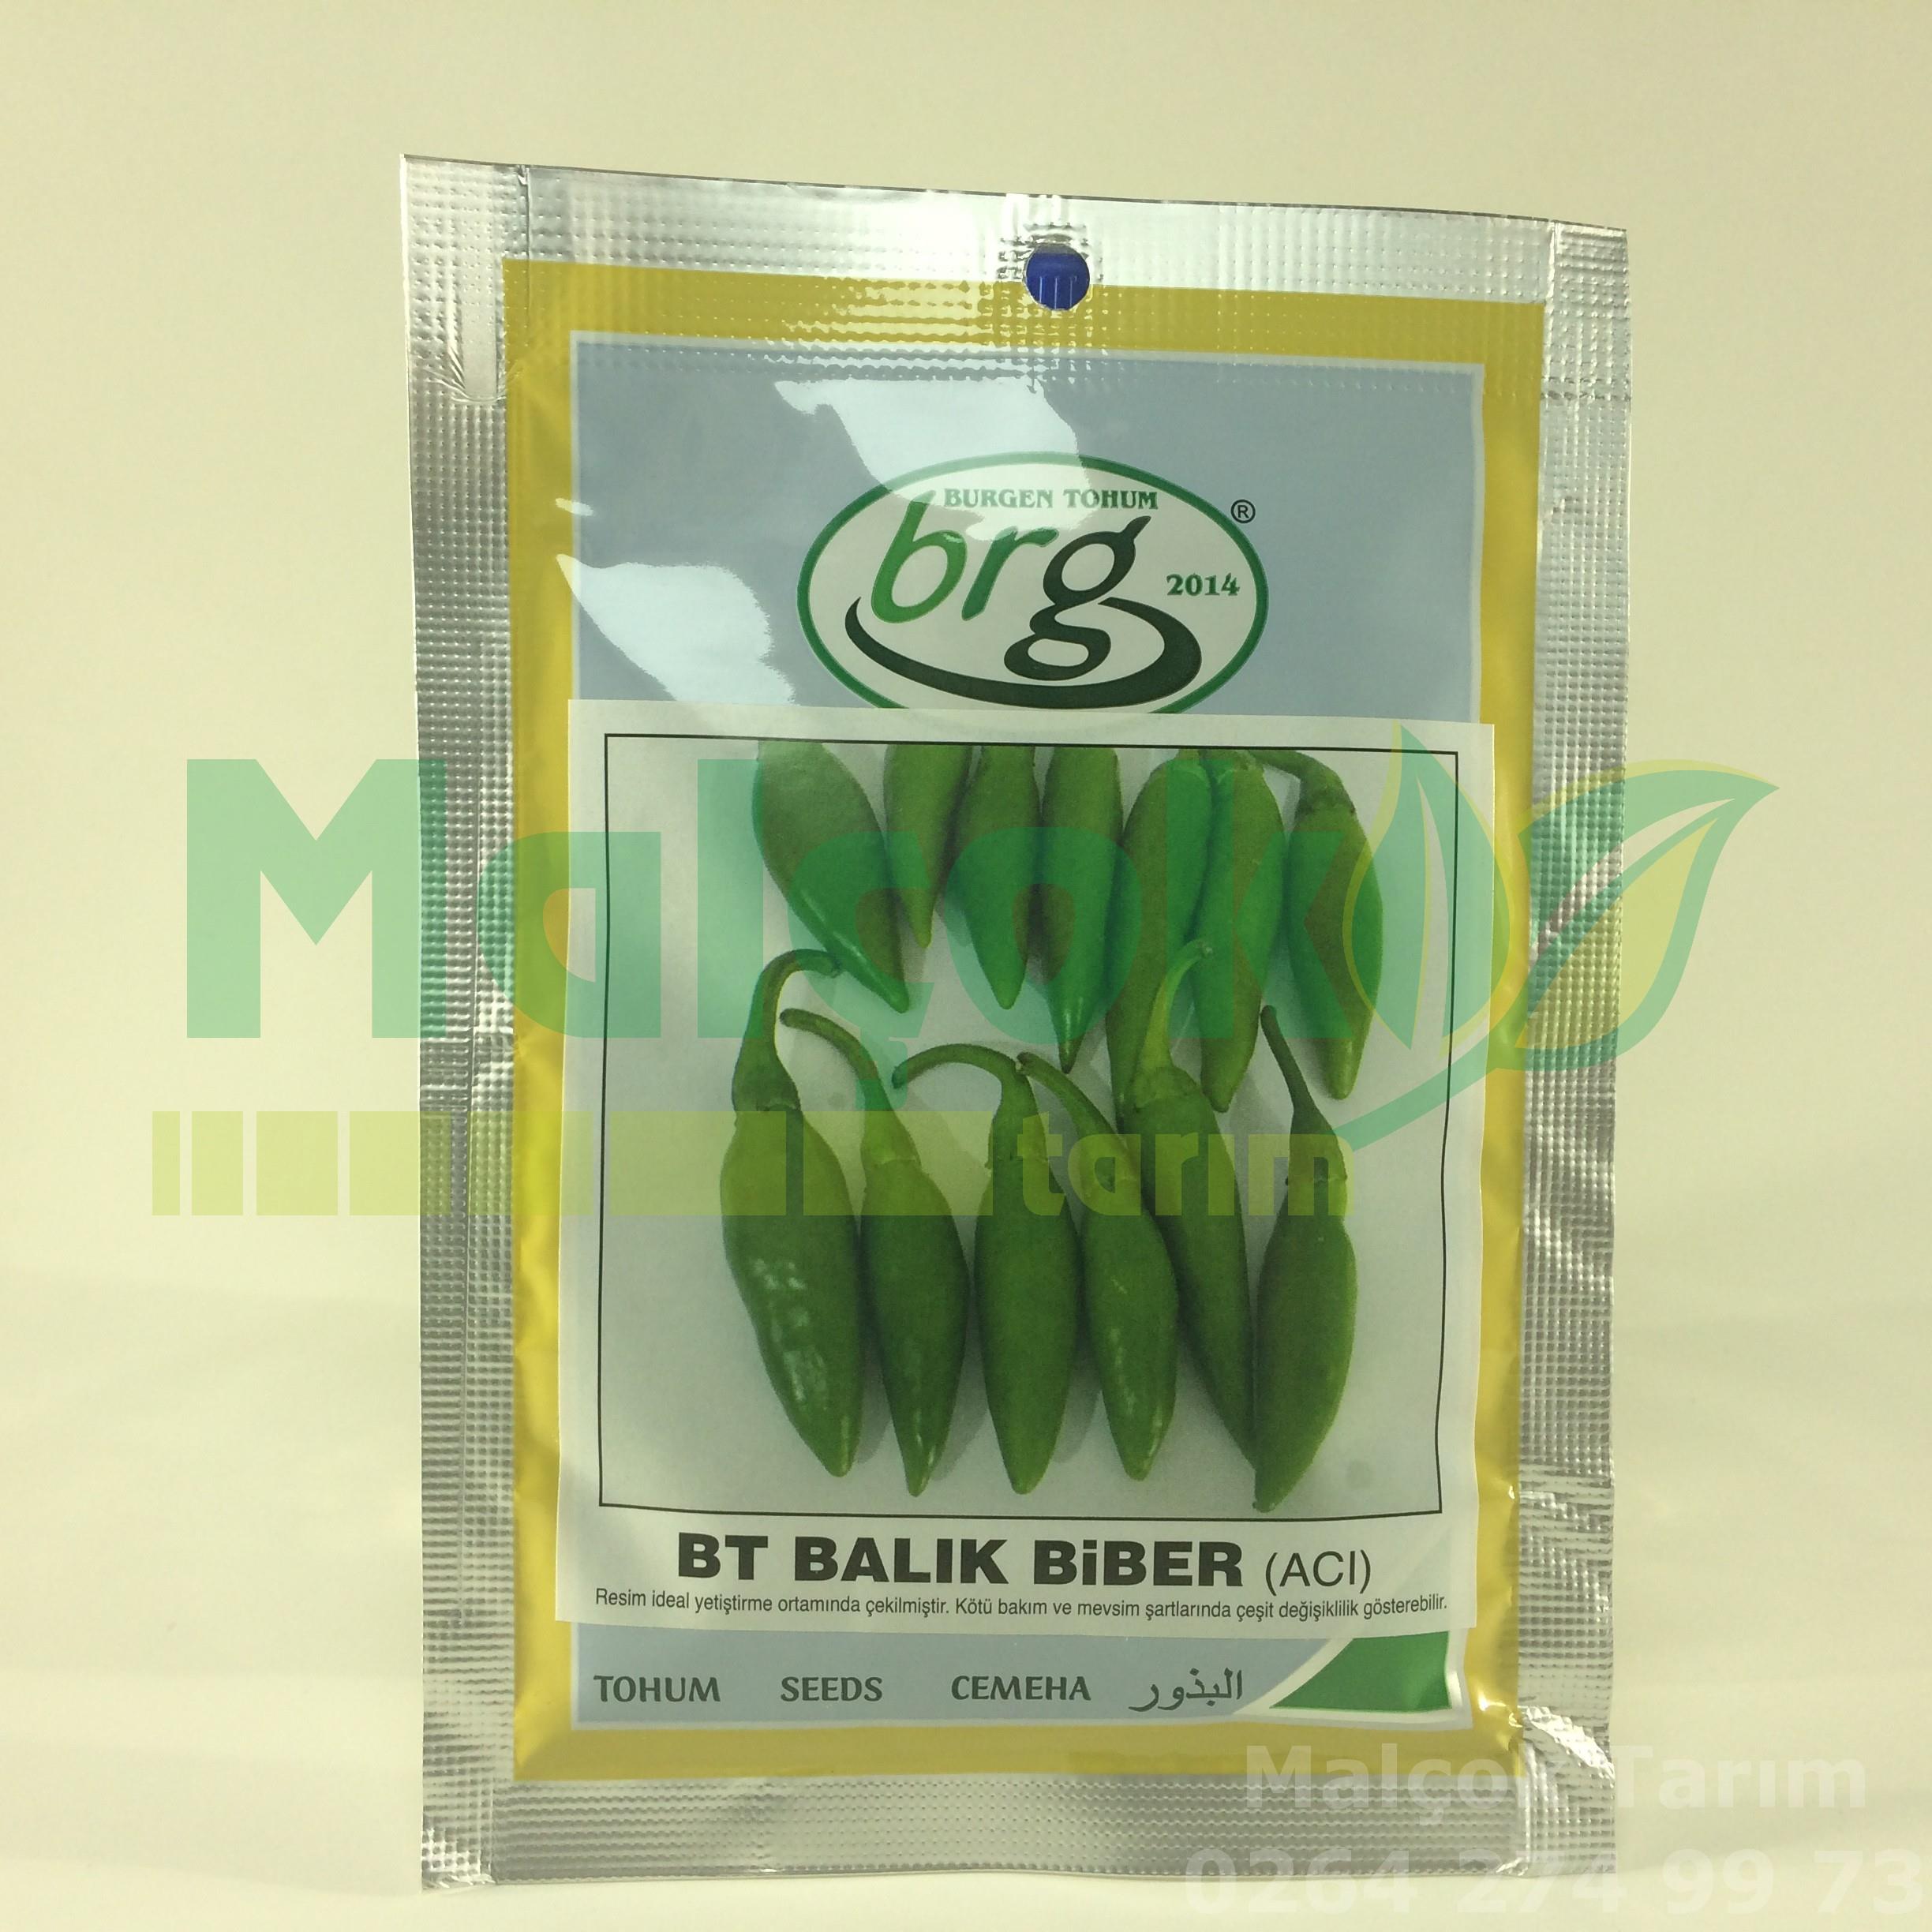 BURGEN TOHUM
brg
®
2014
Malçok
tarım
BT BALIK BiBER (ACI)
Resim ideal yetiştirme ortamında çekilmiştir. Kötü bakım ve mevsim şartlarında çeşit değişiklilik gösterebilir.
TOHUM SEEDS CEMEHA البذور
Malçok Tarım
0264 274 99 73